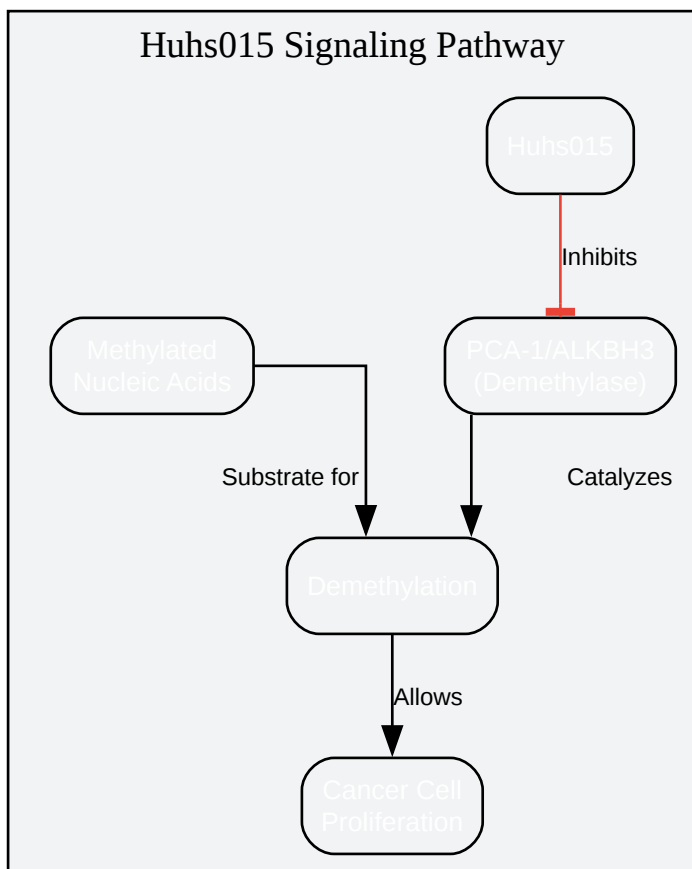 Huhs015 Signaling Pathway
Huhs015
Inhibits
Methylated
Nucleic Acids
PCA-1/ALKBH3
(Demethylase)
Substrate for
Catalyzes
Demethylation
Allows
Cancer Cell
Proliferation